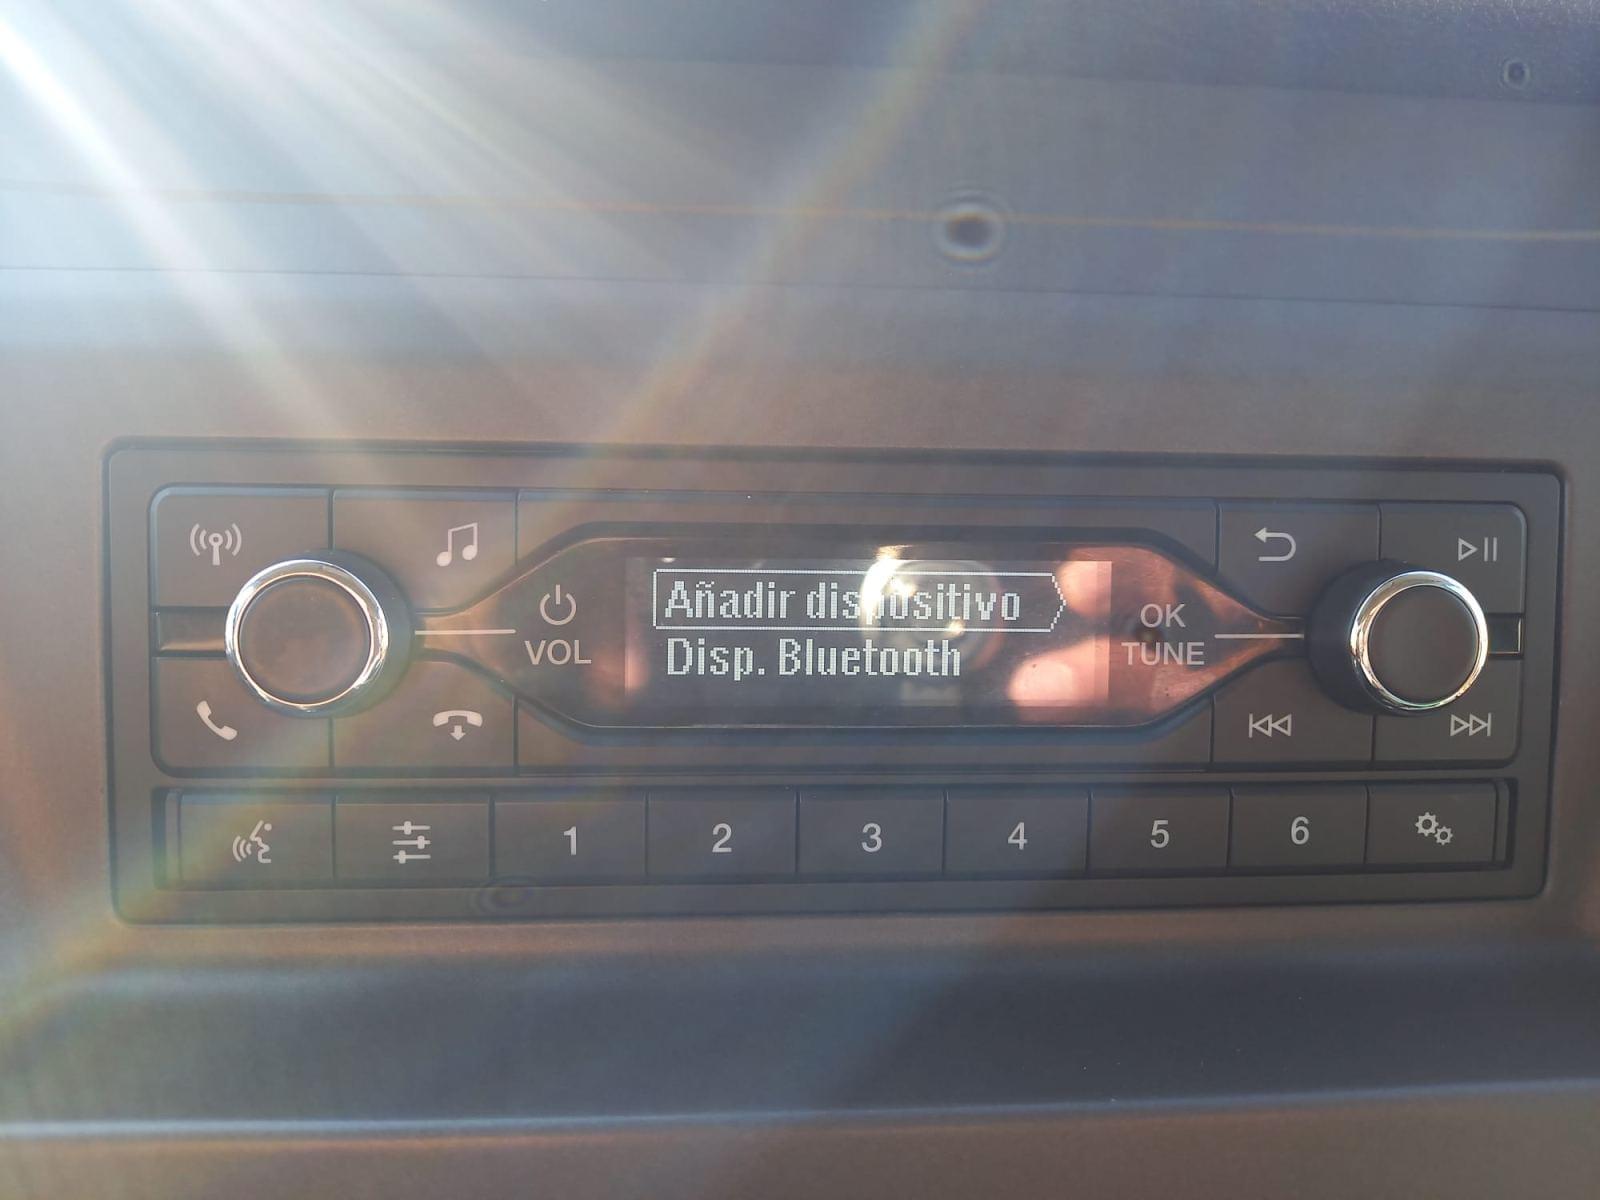 Añadir dispositivo
Disp. Bluetooth
VOL
OK
TUNE
1 2 3 4 5 6